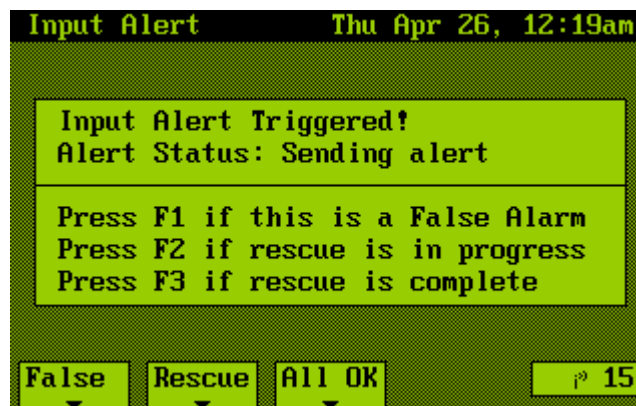 Input Alert Thu Apr 26, 12:19am
Input Alert Triggered!
Alert Status: Sending alert
Press F1 if this is a False Alarm
Press F2 if rescue is in progress
Press F3 if rescue is complete
False Rescue All OK 15